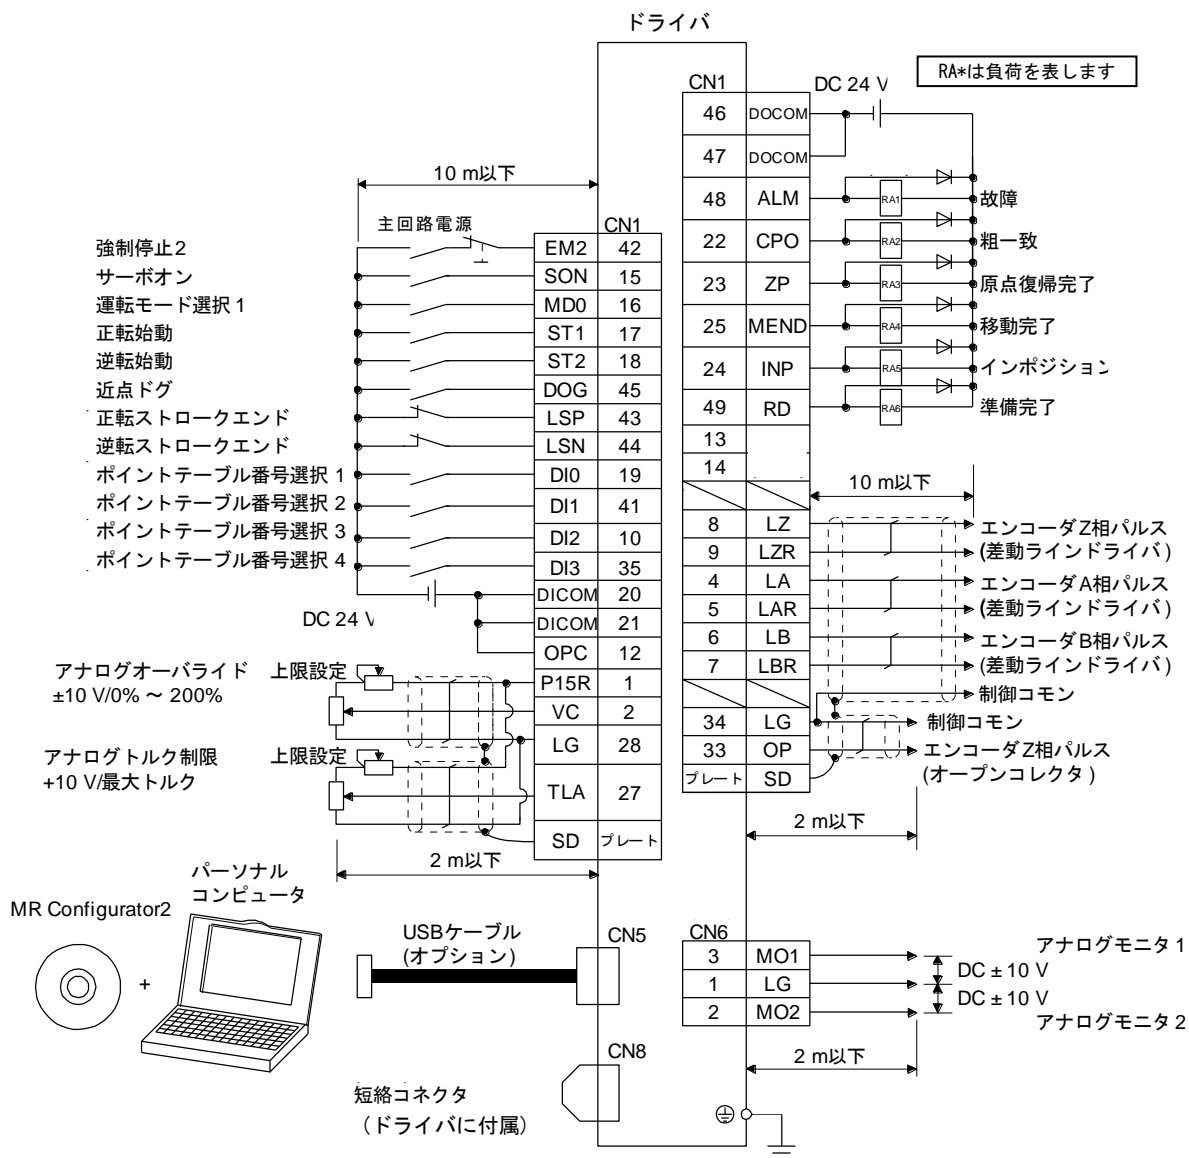 ドライバ
RA*は負荷を表します
CN1
DC 24 V
46 DOCOM
47 DOCOM
48 ALM RA1 故障
22 CPO RA2 粗一致
23 ZP RA3 原点復帰完了
25 MEND RA4 移動完了
24 INP RA5 インポジション
49 RD RA6 準備完了
13
14
10 m以下
8 LZ エンコーダZ相パルス
9 LZR (差動ラインドライバ)
4 LA エンコーダA相パルス
5 LAR (差動ラインドライバ)
6 LB エンコーダB相パルス
7 LBR (差動ラインドライバ)
制御コモン
34 LG 制御コモン
33 OP エンコーダZ相パルス
(オープンコレクタ)
プレート SD
2 m以下
10 m以下
主回路電源
CN1
強制停止2 EM2 42
サーボオン SON 15
運転モード選択1 MD0 16
正転始動 ST1 17
逆転始動 ST2 18
近点ドグ DOG 45
正転ストロークエンド LSP 43
逆転ストロークエンド LSN 44
ポイントテーブル番号選択 1 DI0 19
ポイントテーブル番号選択 2 DI1 41
ポイントテーブル番号選択 3 DI2 10
ポイントテーブル番号選択 4 DI3 35
DICOM 20
DC 24 V
DICOM 21
OPC 12
アナログオーバライド 上限設定 P15R 1
±10 V/0% ～ 200%
VC 2
LG 28
アナログトルク制限 上限設定
+10 V/最大トルク
TLA 27
SD プレート
2 m以下
パーソナル
コンピュータ
MR Configurator2
+
USBケーブル
(オプション)
CN5
CN8
短絡コネクタ
(ドライバに付属)
CN6
3 MO1 アナログモニタ 1
DC ± 10 V
1 LG
DC ± 10 V
2 MO2 アナログモニタ 2
2 m以下